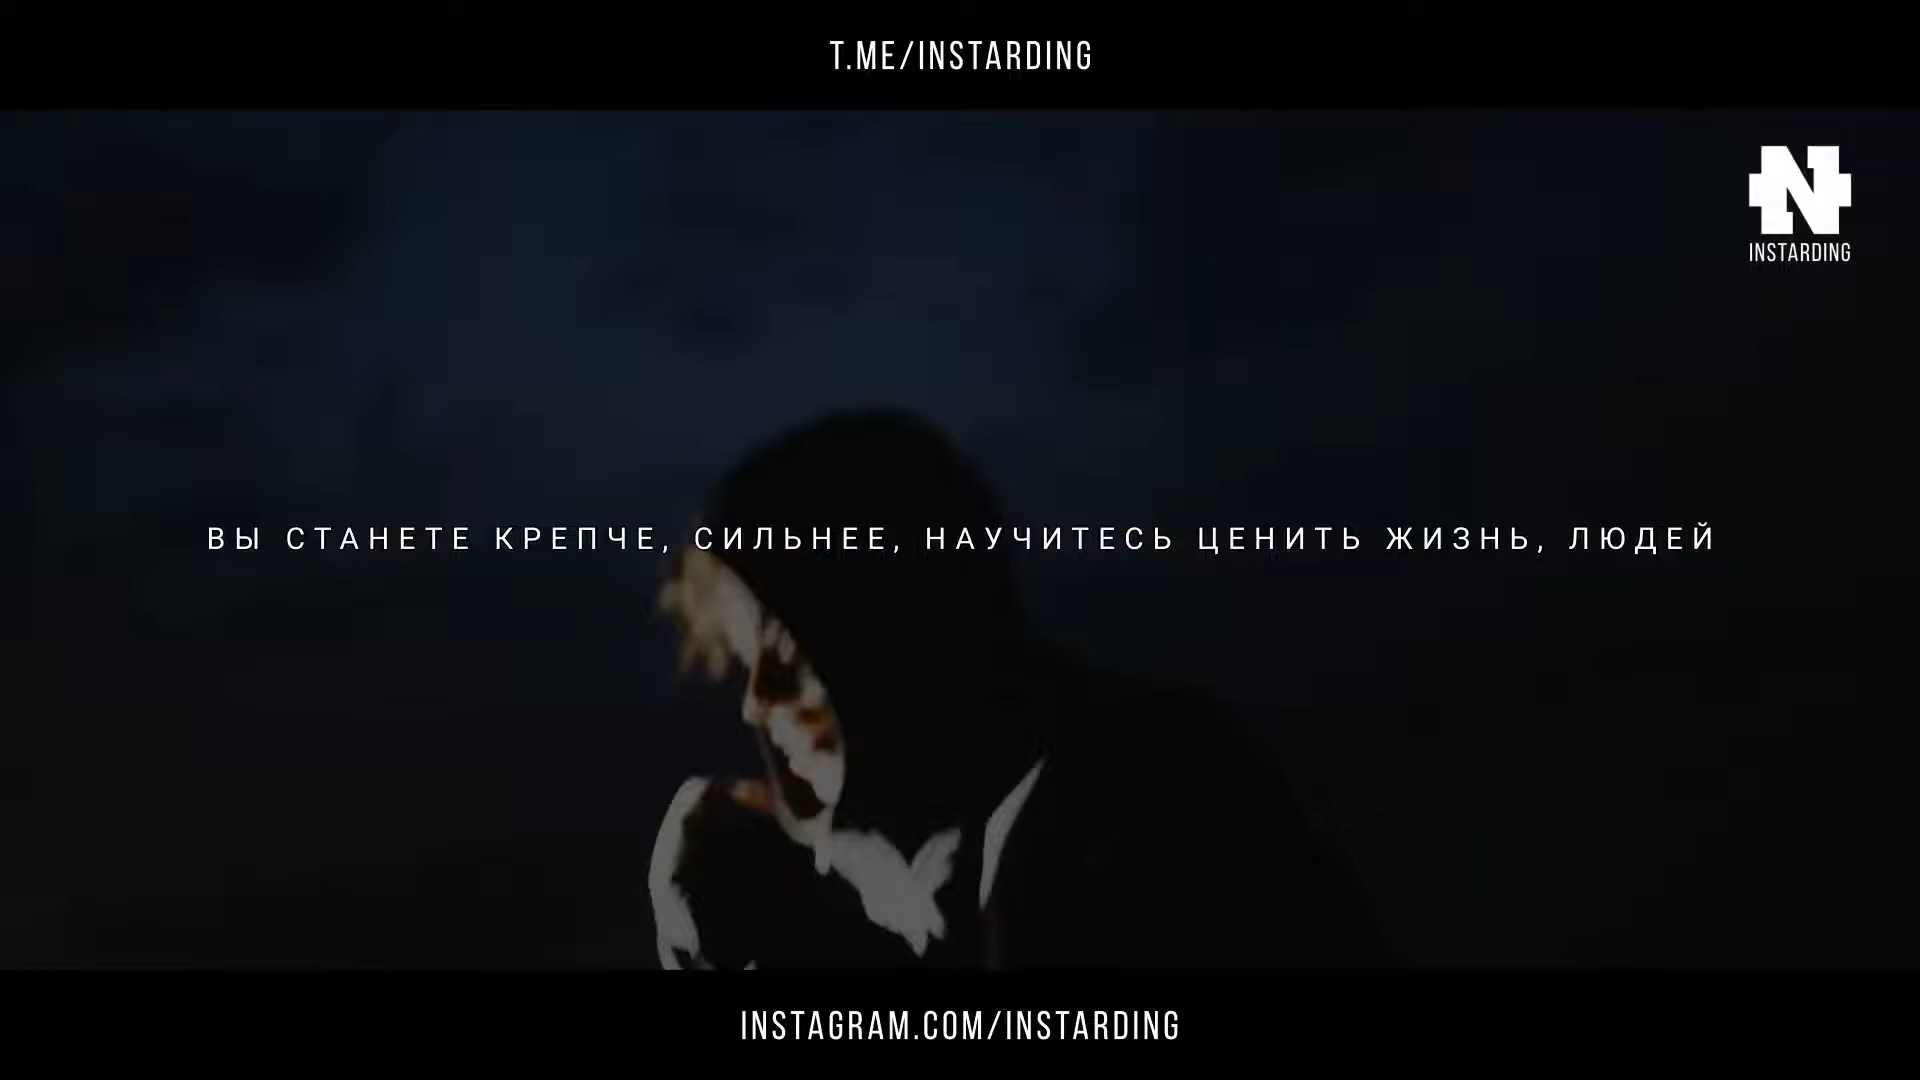 T.ME/INSTARDING
INSTARDING
ВЫ СТАНЕТЕ КРЕПЧЕ, СИЛЬНЕЕ, НАУЧИТЕСЬ ЦЕНИТЬ ЖИЗНЬ, ЛЮДЕЙ
INSTAGRAM.COM/INSTARDING